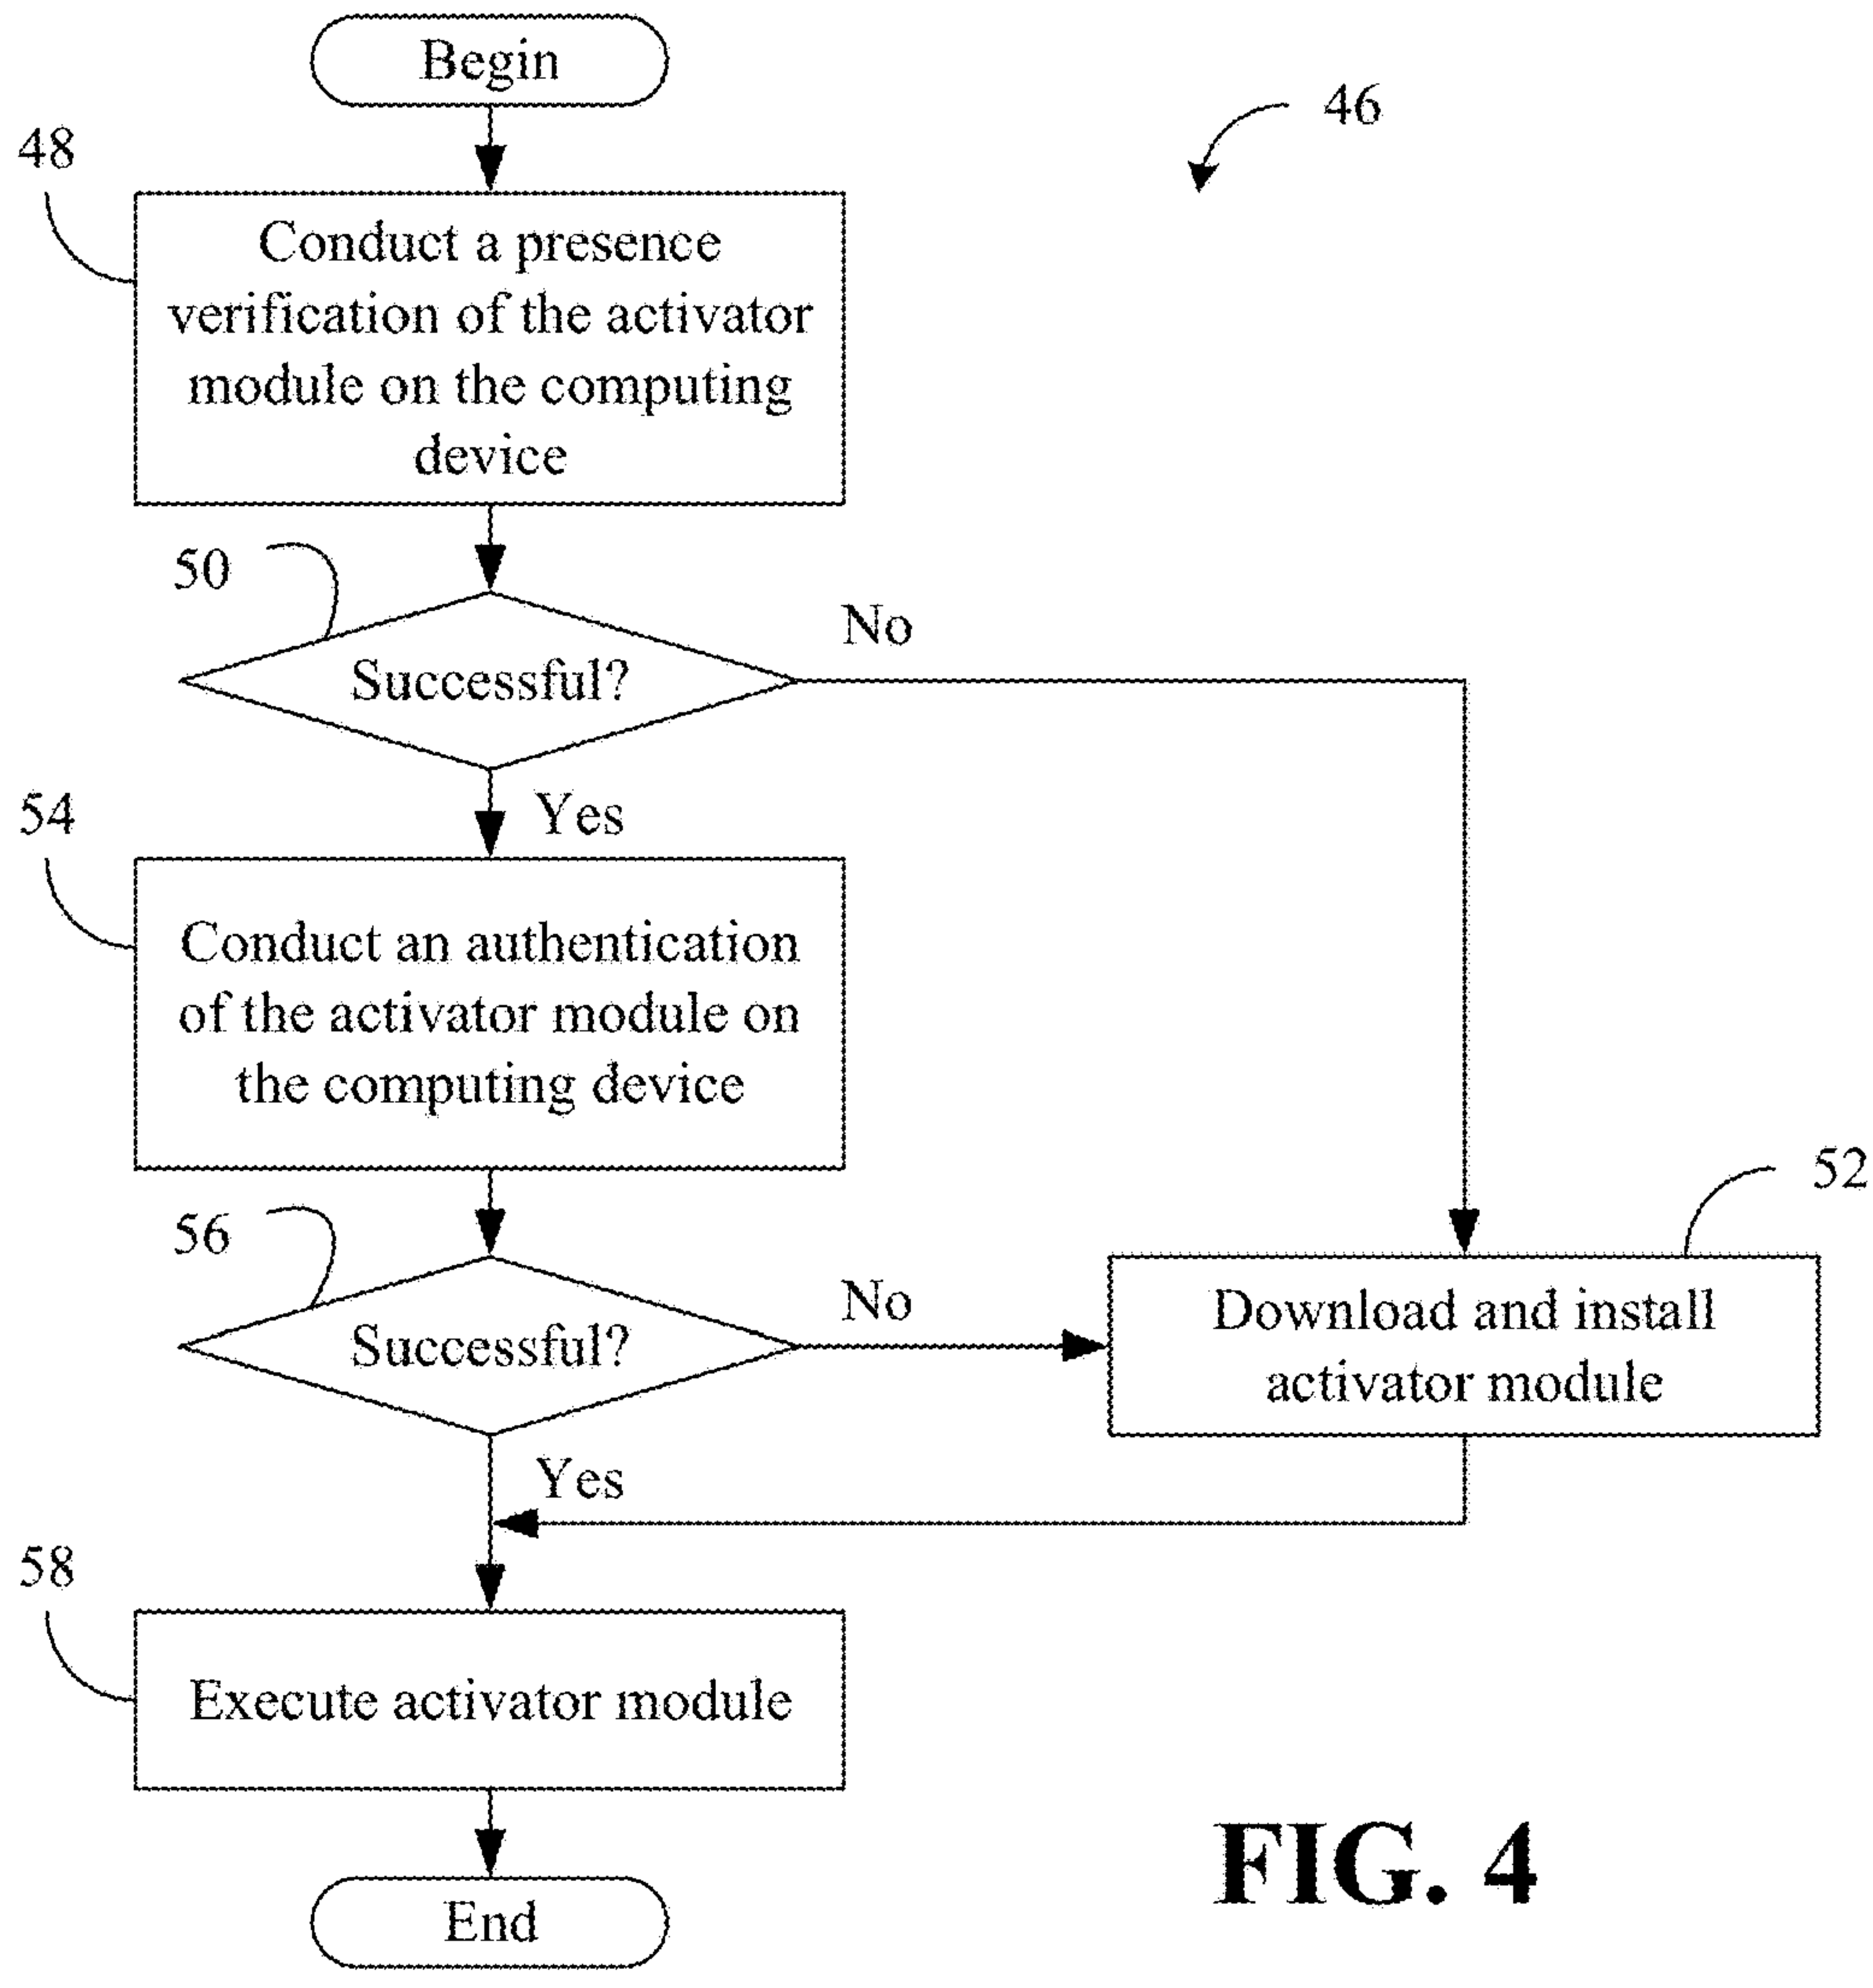 Begin
46
48
Conduct a presence
verification of the activator
module on the computing
device
50
Successful?
No
Yes
54
Conduct an authentication
of the activator module on
the computing device
52
56
Successful?
No
Download and install
activator module
Yes
58
Execute activator module
End
FIG. 4